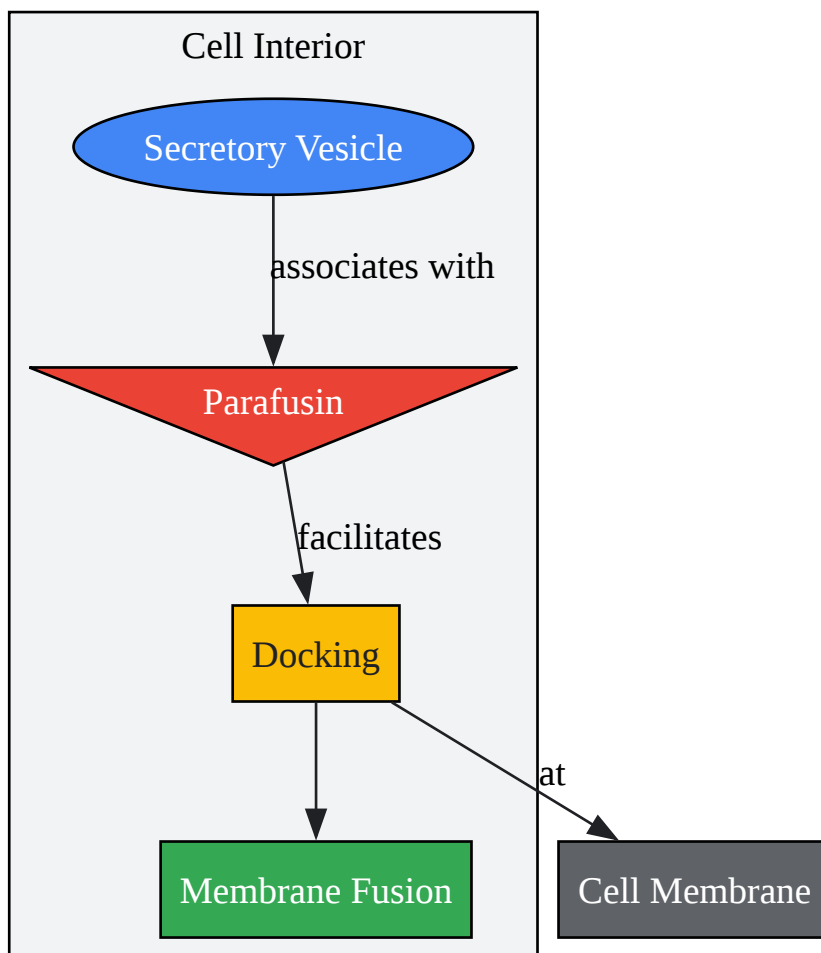 Cell Interior
Secretory Vesicle
associates with
Parafusin
facilitates
Docking
at
Membrane Fusion
Cell Membrane